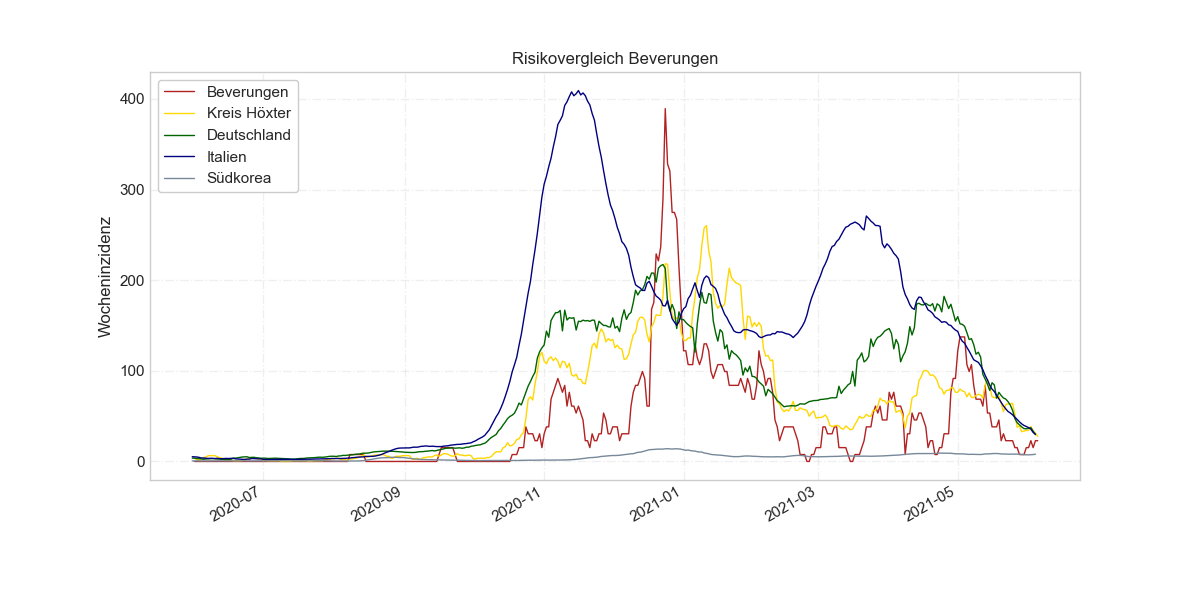 Risikovergleich Beverungen
Beverungen
Kreis Höxter
Deutschland
Italien
Südkorea
Wocheninzidenz
400
300
200
100
0
2020-07
2020-09
2020-11
2021-01
2021-03
2021-05